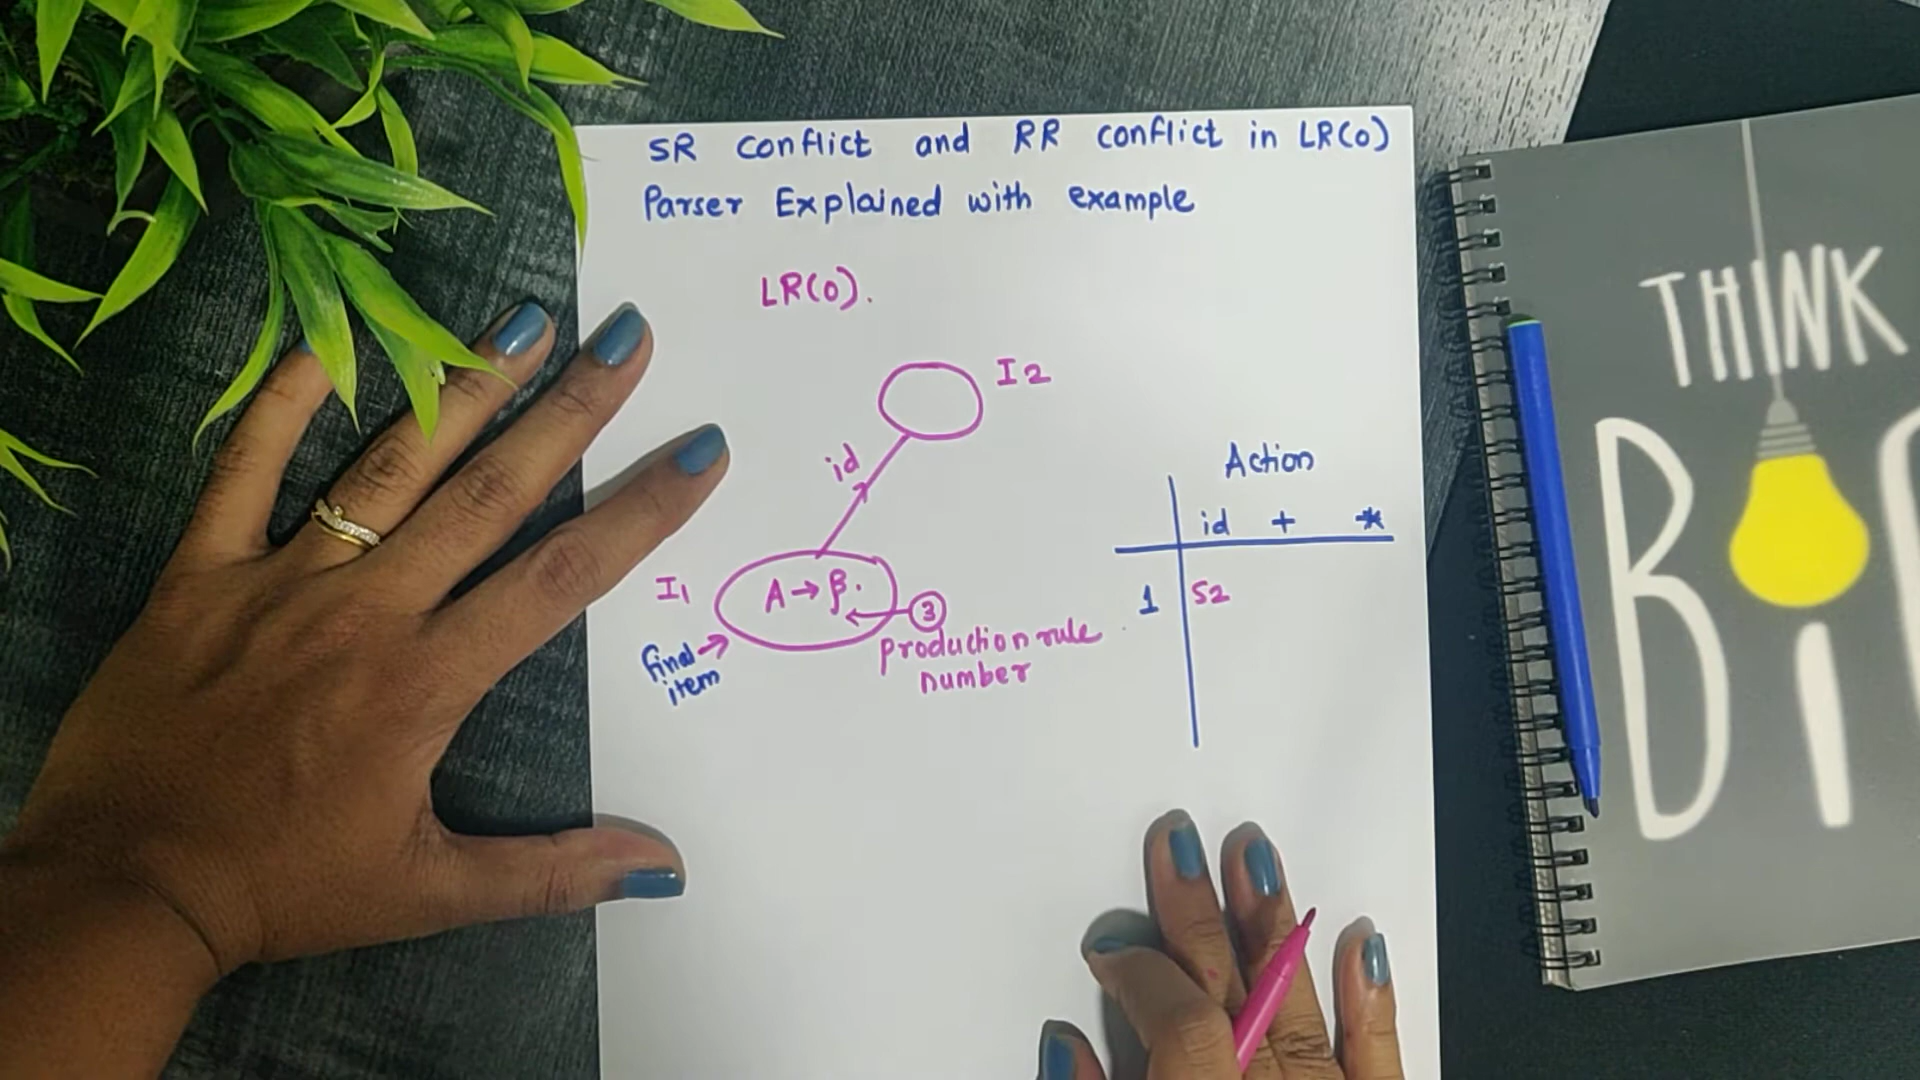 SR conflict and RR conflict in LR(0)
Parser Explained with example
LR(0).
I2
id
I1
A→β.
3
Production rule
number
final
item
Action
id + *
1 S2
THINK
Bi